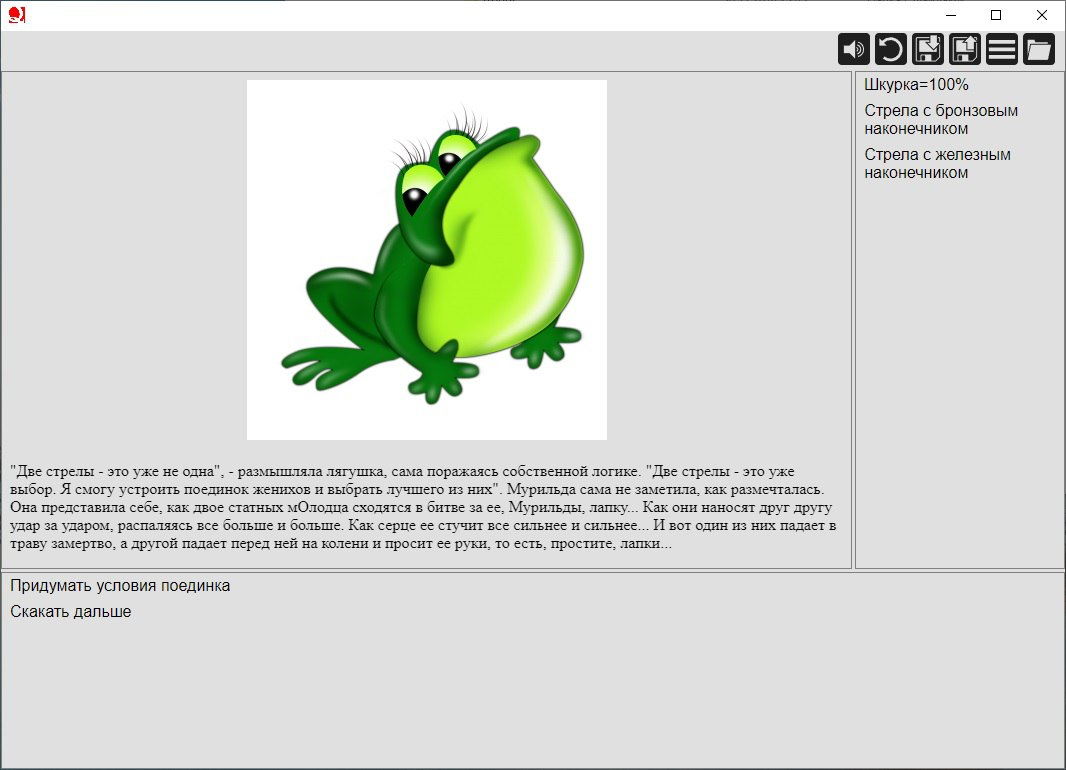 Шкурка=100%
Стрела с бронзовым
наконечником
Стрела с железным
наконечником
"Две стрелы - это уже не одна", - размышляла лягушка, сама поражаясь собственной логике. "Две стрелы - это уже
выбор. Я смогу устроить поединок женихов и выбрать лучшего из них". Мурильда сама не заметила, как размечталась.
Она представила себе, как двое статных мОлодца сходятся в битве за ее, Мурильды, лапку... Как они наносят друг другу
удар за ударом, распаляясь все больше и больше. Как серце ее стучит все сильнее и сильнее... И вот один из них падает в
траву замертво, а другой падает перед ней на колени и просит ее руки, то есть, простите, лапки...
Придумать условия поединка
Скакать дальше